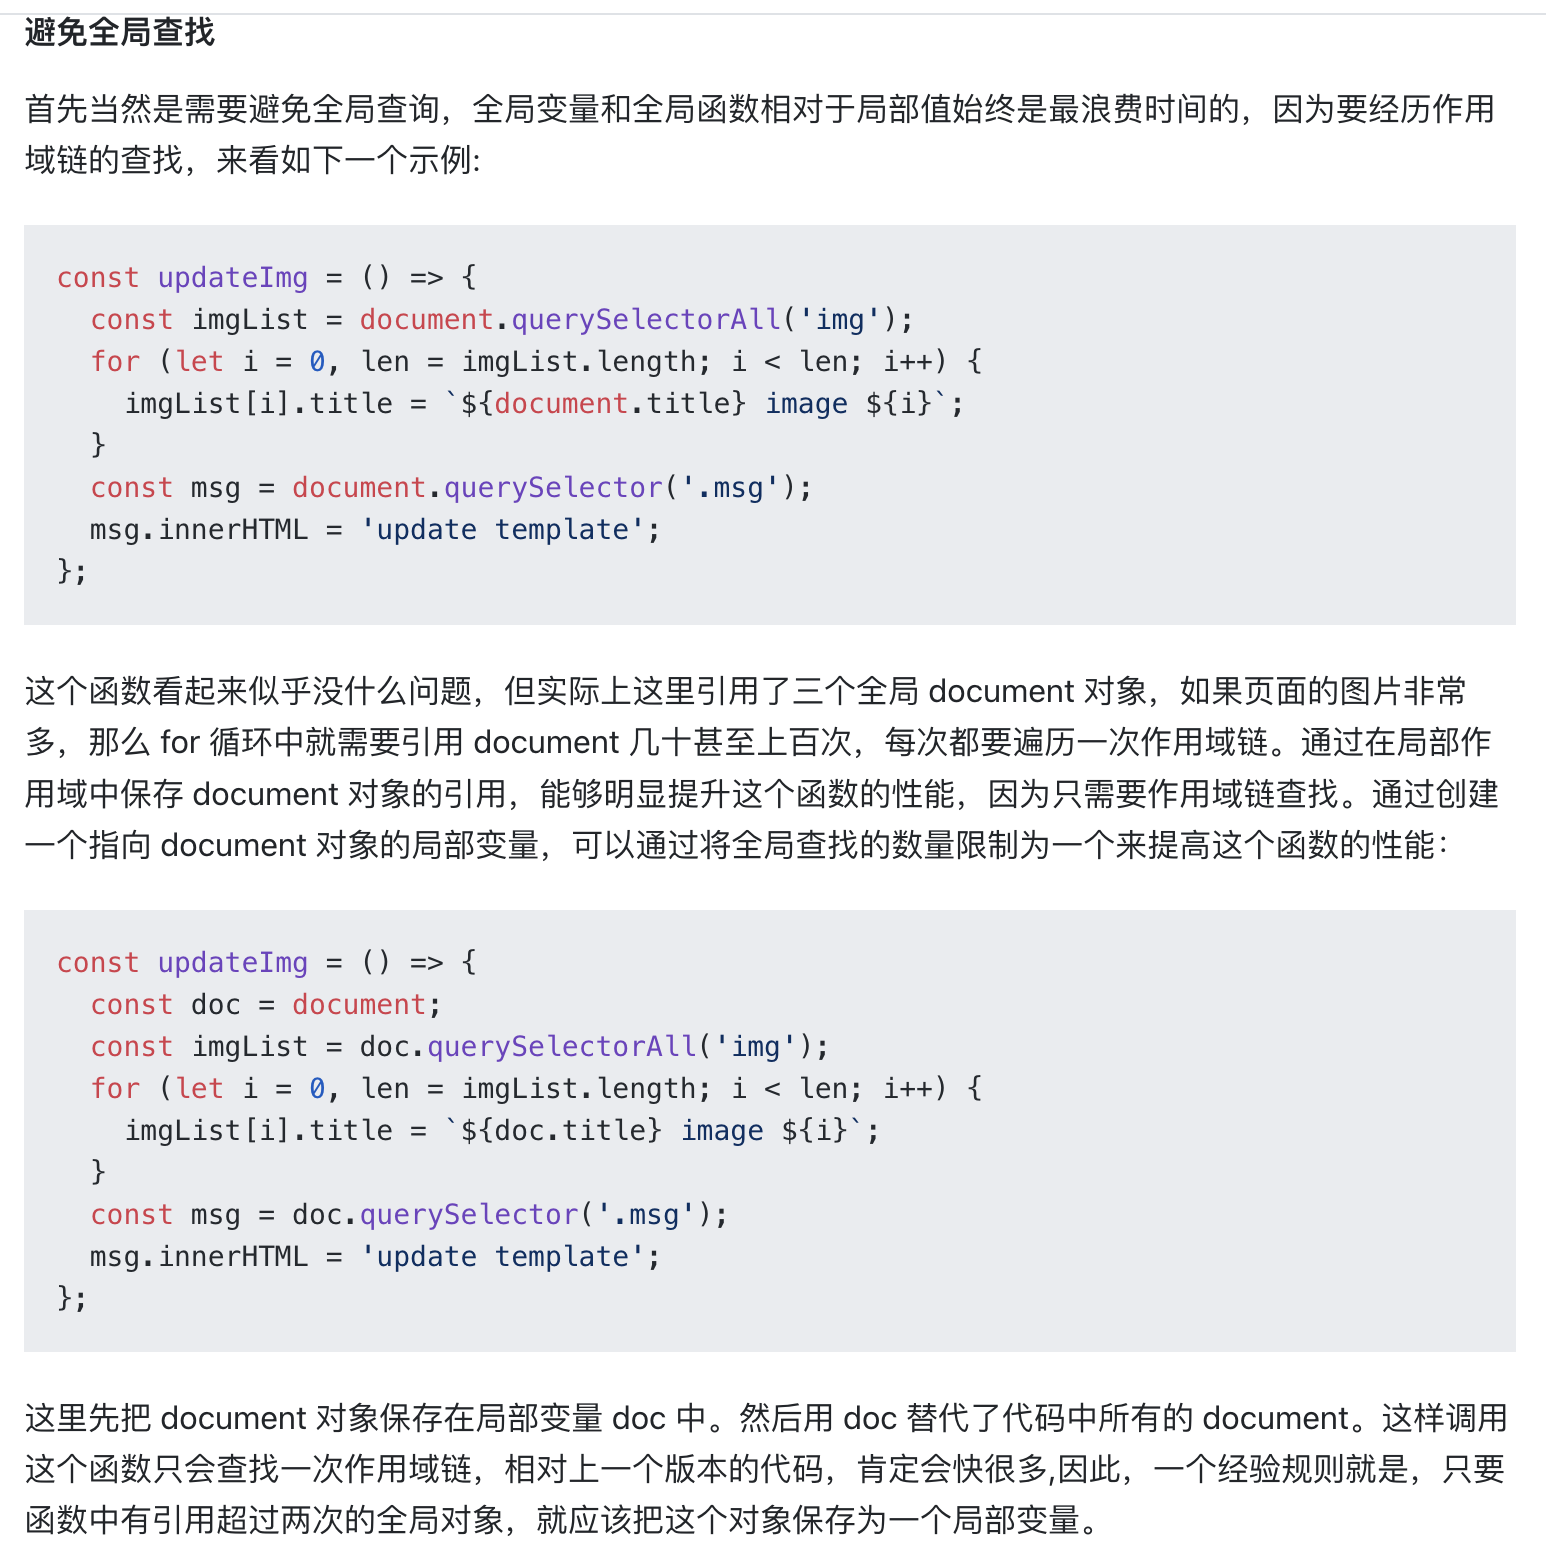 避免全局查找
首先当然是需要避免全局查询，全局变量和全局函数相对于局部值始终是最浪费时间的，因为要经历作用
域链的查找，来看如下一个示例:
const updateImg = () => {
  const imgList = document.querySelectorAll('img');
  for (let i = 0, len = imgList.length; i < len; i++) {
    imgList[i].title = `${document.title} image ${i}`;
  }
  const msg = document.querySelector('.msg');
  msg.innerHTML = 'update template';
};
这个函数看起来似乎没什么问题，但实际上这里引用了三个全局 document 对象，如果页面的图片非常
多，那么 for 循环中就需要引用 document 几十甚至上百次，每次都要遍历一次作用域链。通过在局部作
用域中保存 document 对象的引用，能够明显提升这个函数的性能，因为只需要作用域链查找。通过创建
一个指向 document 对象的局部变量，可以通过将全局查找的数量限制为一个来提高这个函数的性能：
const updateImg = () => {
  const doc = document;
  const imgList = doc.querySelectorAll('img');
  for (let i = 0, len = imgList.length; i < len; i++) {
    imgList[i].title = `${doc.title} image ${i}`;
  }
  const msg = doc.querySelector('.msg');
  msg.innerHTML = 'update template';
};
这里先把 document 对象保存在局部变量 doc 中。然后用 doc 替代了代码中所有的 document。这样调用
这个函数只会查找一次作用域链，相对上一个版本的代码，肯定会快很多,因此，一个经验规则就是，只要
函数中有引用超过两次的全局对象，就应该把这个对象保存为一个局部变量。